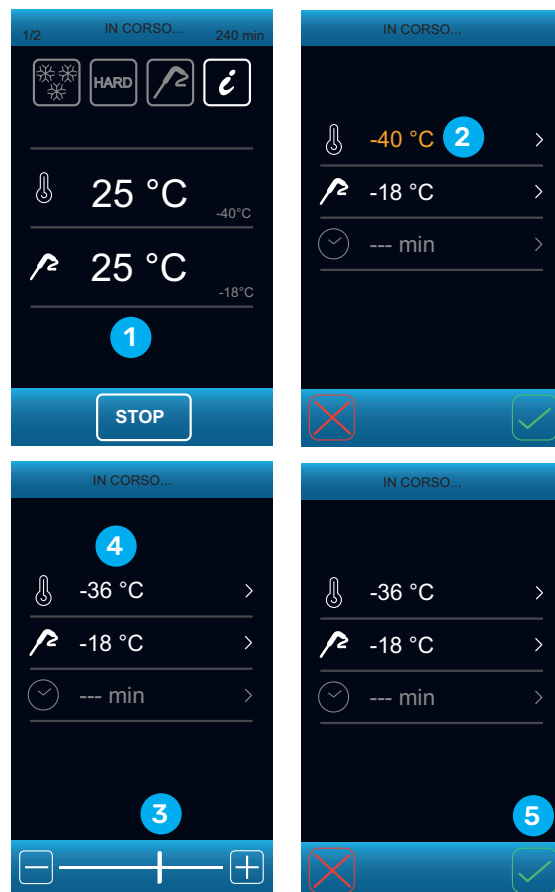 1/2 IN CORSO... 240 min
HARD i
25 °C
-40°C
25 °C
-18°C
1
STOP
IN CORSO...
-40 °C 2
-18 °C
--- min
IN CORSO...
4
-36 °C
-18 °C
--- min
3
IN CORSO...
-36 °C
-18 °C
--- min
5